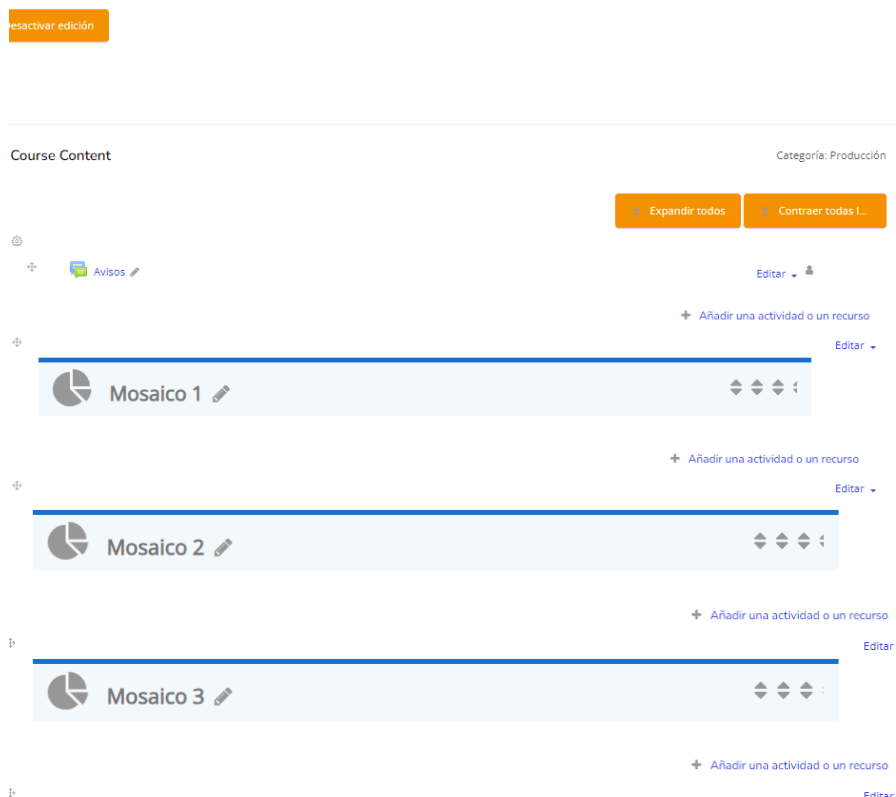 esactivar edición
Course Content
Categoría: Producción
Expandir todos
Contraer todas l...
Avisos
Editar
Añadir una actividad o un recurso
Editar
Mosaico 1
Añadir una actividad o un recurso
Editar
Mosaico 2
Añadir una actividad o un recurso
Editar
Mosaico 3
Añadir una actividad o un recurso
Editar